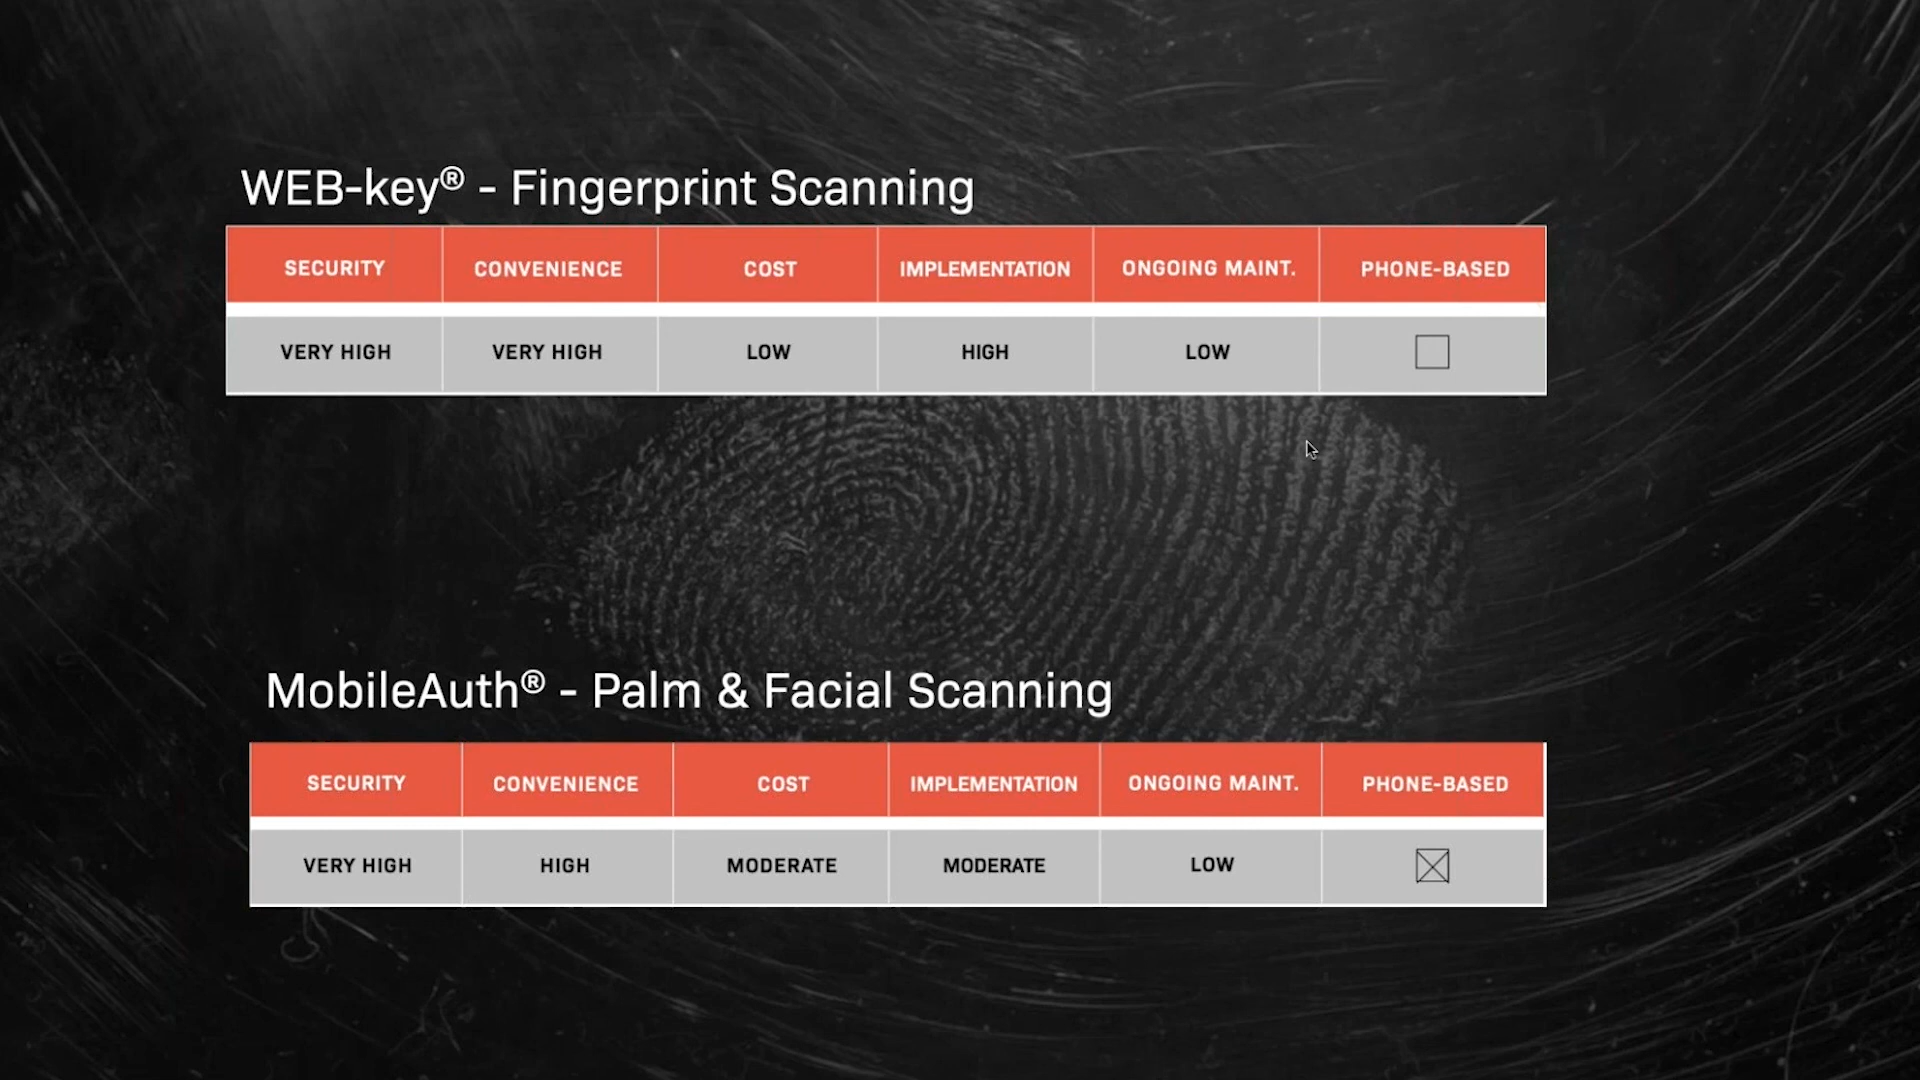 WEB-key® - Fingerprint Scanning
SECURITY CONVENIENCE COST IMPLEMENTATION ONGOING MAINT. PHONE-BASED
VERY HIGH VERY HIGH LOW HIGH LOW
MobileAuth® - Palm & Facial Scanning
SECURITY CONVENIENCE COST IMPLEMENTATION ONGOING MAINT. PHONE-BASED
VERY HIGH HIGH MODERATE MODERATE LOW